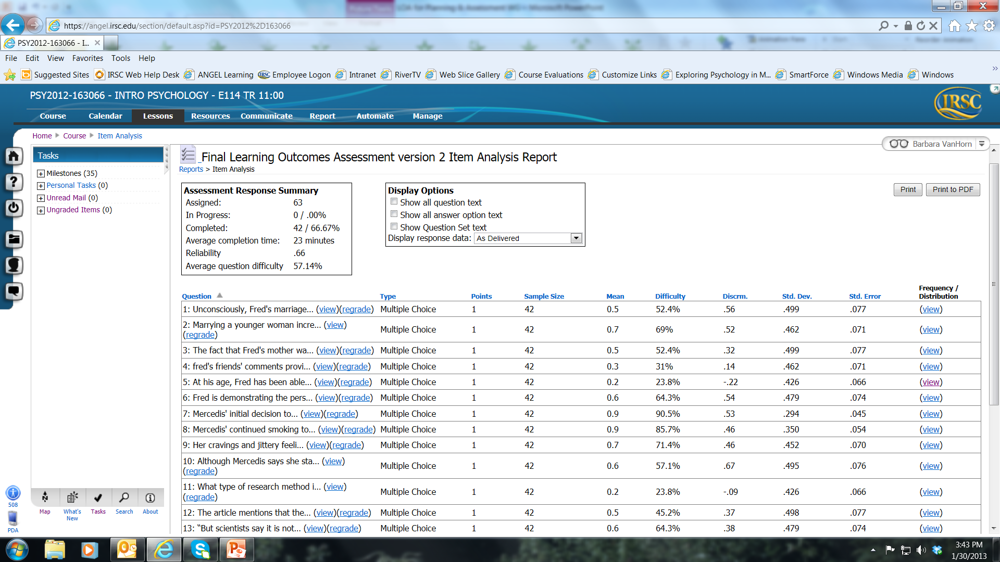 https://angel.irsc.edu/section/default.asp?id=PSY2012%2D163066
PSY2012-163066 - I...
File Edit View Favorites Tools Help
Suggested Sites IRSC Web Help Desk ANGEL Learning Employee Logon Intranet RiverTV Web Slice Gallery Course Evaluations Customize Links Exploring Psychology in M... SmartForce Windows Media Windows
PSY2012-163066 - INTRO PSYCHOLOGY - E114 TR 11:00
IRSC
Course Calendar Lessons Resources Communicate Report Automate Manage
Home Course Item Analysis
Barbara VanHorn
Tasks
Milestones (35)
Personal Tasks (0)
Unread Mail (0)
Ungraded Items (0)
_Final Learning Outcomes Assessment version 2 Item Analysis Report
Reports > Item Analysis
Assessment Response Summary
Assigned: 63
In Progress: 0 / .00%
Completed: 42 / 66.67%
Average completion time: 23 minutes
Reliability .66
Average question difficulty 57.14%
Display Options
Show all question text
Show all answer option text
Show Question Set text
Display response data: As Delivered
Print Print to PDF
Question Type Points Sample Size Mean Difficulty Discrm. Std. Dev. Std. Error Frequency / Distribution
1: Unconsciously, Fred's marriage... (view)(regrade) Multiple Choice 1 42 0.5 52.4% .56 .499 .077 (view)
2: Marrying a younger woman incre... (view)
(regrade) Multiple Choice 1 42 0.7 69% .52 .462 .071 (view)
3: The fact that Fred's mother wa... (view)(regrade) Multiple Choice 1 42 0.5 52.4% .32 .499 .077 (view)
4: fred's friends' comments provi... (view)(regrade) Multiple Choice 1 42 0.3 31% .14 .462 .071 (view)
5: At his age, Fred has been able... (view)(regrade) Multiple Choice 1 42 0.2 23.8% -.22 .426 .066 (view)
6: Fred is demonstrating the pers... (view)(regrade) Multiple Choice 1 42 0.6 64.3% .54 .479 .074 (view)
7: Mercedis' initial decision to... (view)(regrade) Multiple Choice 1 42 0.9 90.5% .53 .294 .045 (view)
8: Mercedis' continued smoking to... (view)(regrade) Multiple Choice 1 42 0.9 85.7% .46 .350 .054 (view)
9: Her cravings and jittery feeli... (view)(regrade) Multiple Choice 1 42 0.7 71.4% .46 .452 .070 (view)
10: Although Mercedis says she sta... (view)
(regrade) Multiple Choice 1 42 0.6 57.1% .67 .495 .076 (view)
11: What type of research method i... (view)
(regrade) Multiple Choice 1 42 0.2 23.8% -.09 .426 .066 (view)
12: The article mentions that the... (view)(regrade) Multiple Choice 1 42 0.5 45.2% .37 .498 .077 (view)
13: “But scientists say it is not... (view)(regrade) Multiple Choice 1 42 0.6 64.3% .38 .479 .074 (view)
508
PDA
Map What's New Tasks Search About
3:43 PM
1/30/2013